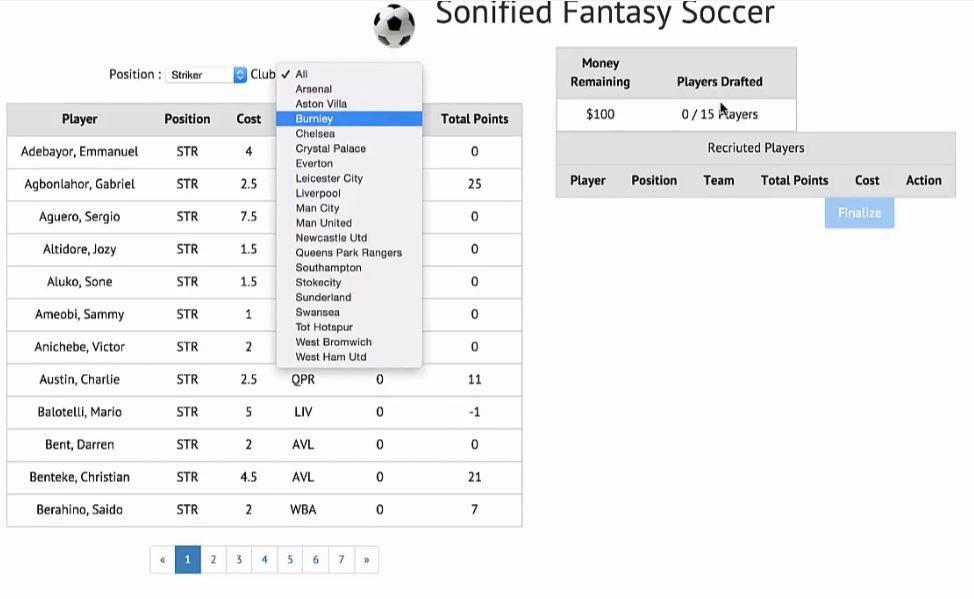 Sonified Fantasy Soccer
Position : Striker Club ✓ All
Arsenal
Aston Villa
Burnley
Chelsea
Crystal Palace
Everton
Leicester City
Liverpool
Man City
Man United
Newcastle Utd
Queens Park Rangers
Southampton
Stokecity
Sunderland
Swansea
Tot Hotspur
West Bromwich
West Ham Utd
Player Position Cost Total Points
Adebayor, Emmanuel STR 4 0
Agbonlahor, Gabriel STR 2.5 25
Aguero, Sergio STR 7.5 0
Altidore, Jozy STR 1.5 0
Aluko, Sone STR 1.5 0
Ameobi, Sammy STR 1 0
Anichebe, Victor STR 2 0
Austin, Charlie STR 2.5 QPR 0 11
Balotelli, Mario STR 5 LIV 0 -1
Bent, Darren STR 2 AVL 0 0
Benteke, Christian STR 4.5 AVL 0 21
Berahino, Saido STR 2 WBA 0 7
« 1 2 3 4 5 6 7 »
Money
Remaining Players Drafted
$100 0 / 15 Players
Recriuted Players
Player Position Team Total Points Cost Action
Finalize